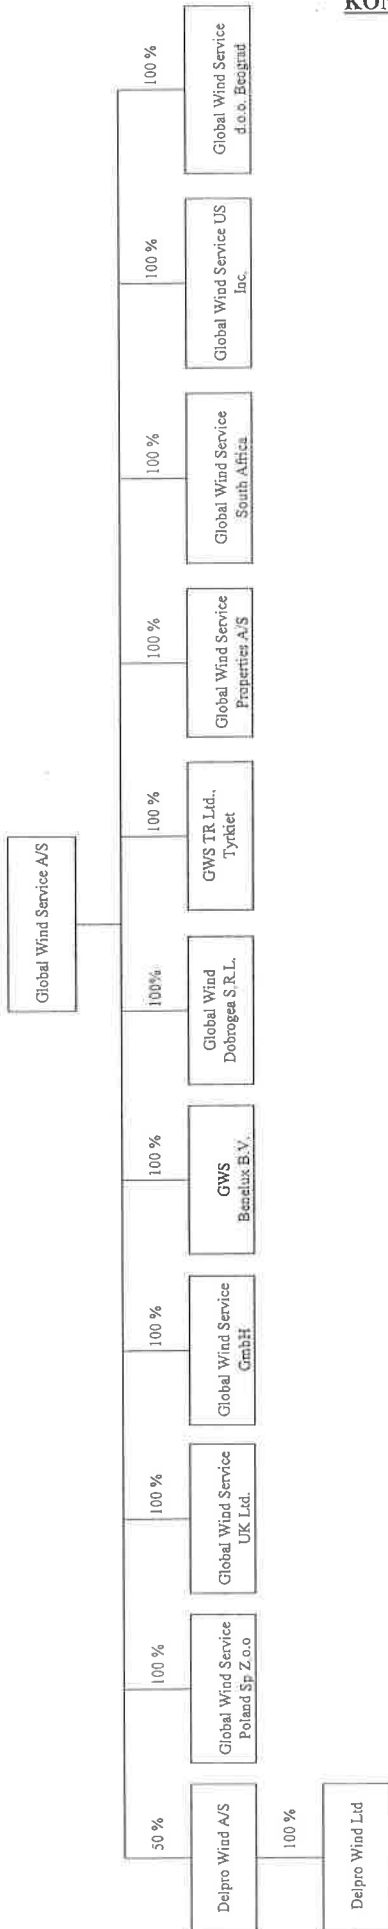 Global Wind Service A/S
50 %
100 %
100 %
100 %
100 %
100%
100 %
100 %
100 %
100 %
100 %
Delpro Wind A/S
Global Wind Service
Poland Sp Z.o.o
Global Wind Service
UK Ltd.
Global Wind Service
GmbH
GWS
Benelux B.V.
Global Wind
Dobrogea S.R.L.
GWS TR Ltd.,
Tyrkiet
Global Wind Service
Properties A/S
Global Wind Service
South Africa
Global Wind Service US
Inc.
Global Wind Service
d.o.o. Beograd
100 %
Delpro Wind Ltd